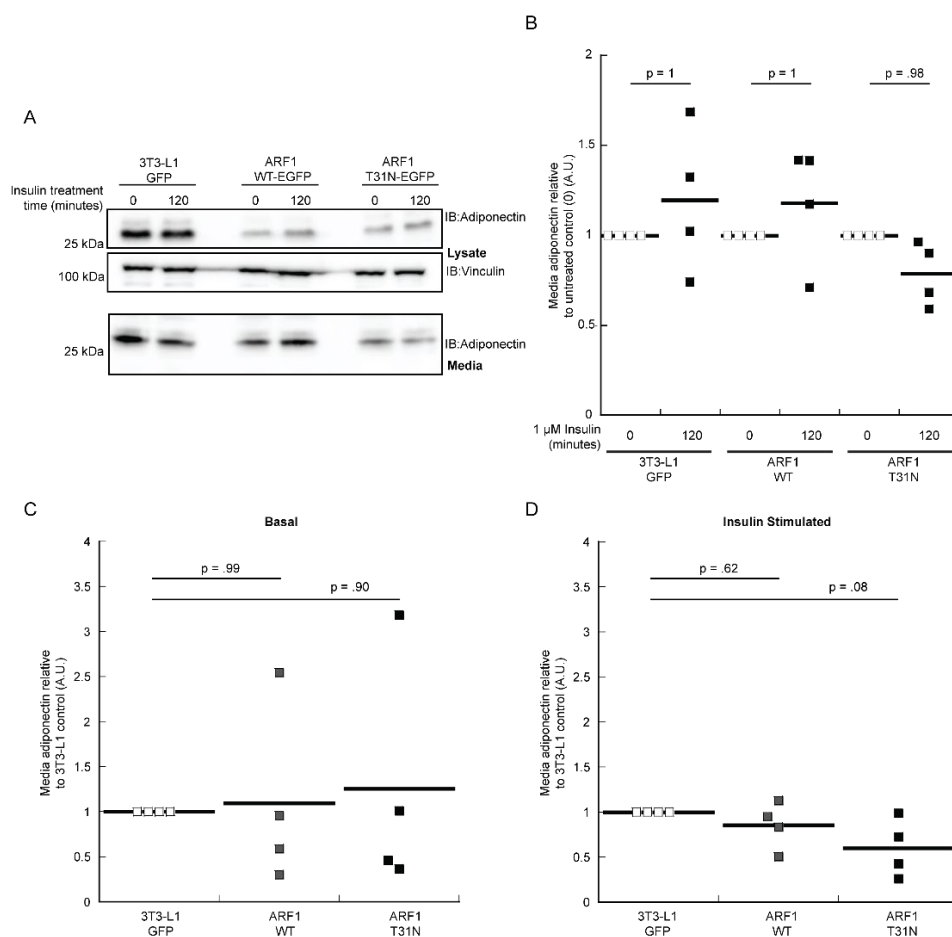 A
3T3-L1
GFP
ARF1
WT-EGFP
ARF1
T31N-EGFP
Insulin treatment
time (minutes)
0 120 0 120 0 120
IB:Adiponectin
25 kDa
Lysate
IB:Vinculin
100 kDa
IB:Adiponectin
25 kDa
Media
B
Media adiponectin relative
to untreated control (0) (A.U.)
2
1.5
1
0.5
0
p = 1
p = 1
p = .98
1 µM Insulin
(minutes)
0 120 0 120 0 120
3T3-L1
GFP
ARF1
WT
ARF1
T31N
C
Basal
Media adiponectin relative
to 3T3-L1 control (A.U.)
4
3.5
3
2.5
2
1.5
1
0.5
0
p = .99
p = .90
3T3-L1
GFP
ARF1
WT
ARF1
T31N
D
Insulin Stimulated
Media adiponectin relative
to 3T3-L1 control (A.U.)
4
3.5
3
2.5
2
1.5
1
0.5
0
p = .62
p = .08
3T3-L1
GFP
ARF1
WT
ARF1
T31N